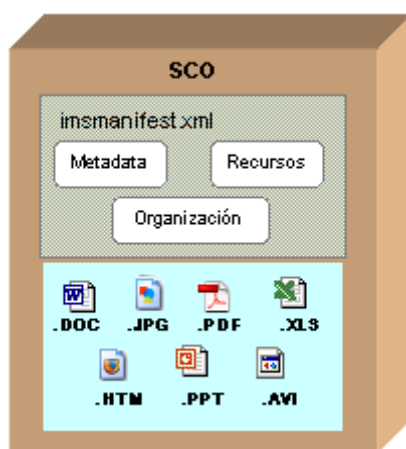 SCO
imsmanifest.xml
Metadata
Recursos
Organización
.DOC .JPG .PDF .XLS
.HTM .PPT .AVI